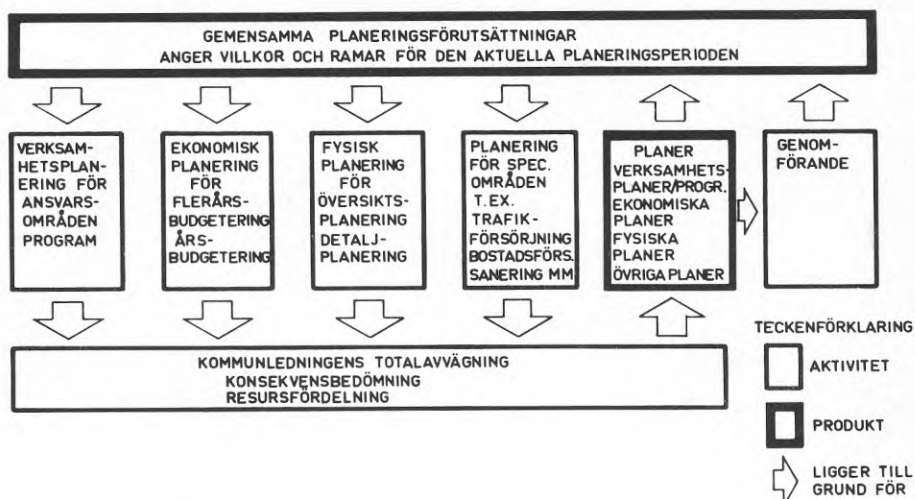 GEMENSAMMA PLANERINGSFÖRUTSÄTTNINGAR
ANGER VILLKOR OCH RAMAR FÖR DEN AKTUELLA PLANERINGSPERIODEN
VERKSAM-
HETSPLAN-
ERING FÖR
ANSVARS-
OMRÅDEN
PROGRAM
EKONOMISK
PLANERING
FÖR
FLERÅRS-
BUDGETERING
ÅRS-
BUDGETERING
FYSISK
PLANERING
FÖR
ÖVERSIKTS-
PLANERING
DETALJ-
PLANERING
PLANERING
FÖR SPEC.
OMRÅDEN
T.EX.
TRAFIK-
FÖRSÖRJNING
BOSTADSFÖRS.
SANERING MM
PLANER
VERKSAMHETS-
PLANER/PROGR.
EKONOMISKA
PLANER
FYSISKA
PLANER
ÖVRIGA PLANER
GENOM-
FÖRANDE
KOMMUNLEDNINGENS TOTALAVVÄGNING
KONSEKVENSBEDÖMNING
RESURSFÖRDELNING
TECKENFÖRKLARING
AKTIVITET
PRODUKT
LIGGER TILL
GRUND FÖR